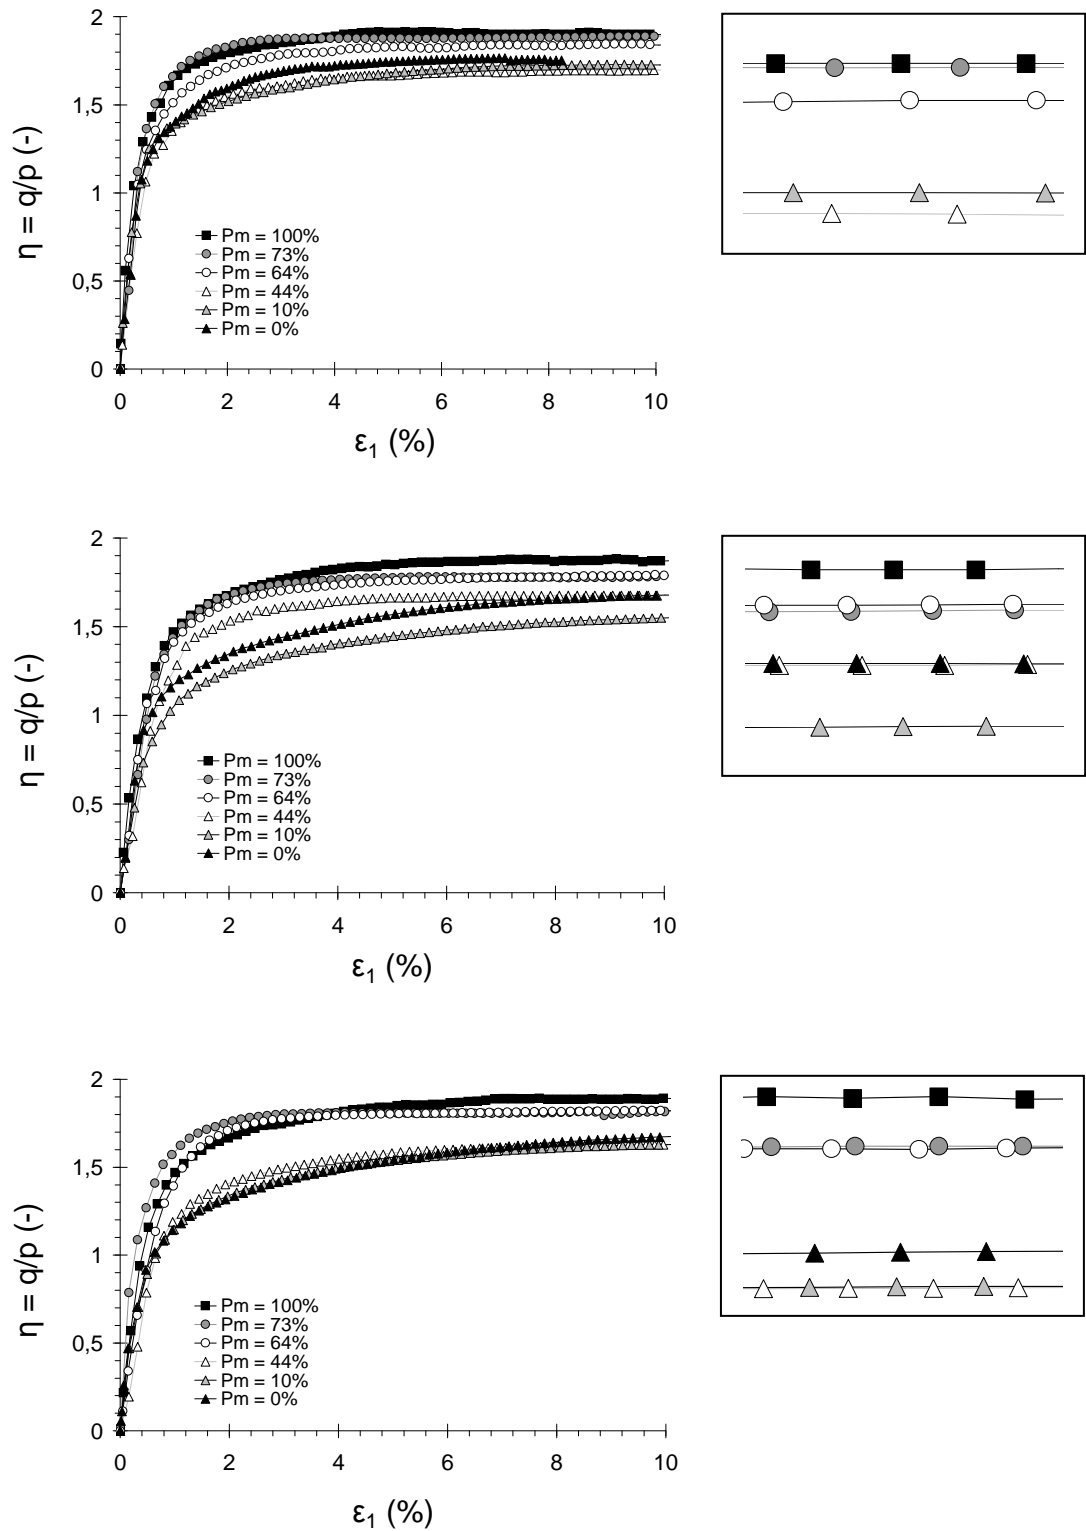 2
1,5
1
0,5
0
η = q/p (-)
Pm = 100%
Pm = 73%
Pm = 64%
Pm = 44%
Pm = 10%
Pm = 0%
0 2 4 6 8 10
ε1 (%)
2
1,5
1
0,5
0
η = q/p (-)
Pm = 100%
Pm = 73%
Pm = 64%
Pm = 44%
Pm = 10%
Pm = 0%
0 2 4 6 8 10
ε1 (%)
2
1,5
1
0,5
0
η = q/p (-)
Pm = 100%
Pm = 73%
Pm = 64%
Pm = 44%
Pm = 10%
Pm = 0%
0 2 4 6 8 10
ε1 (%)